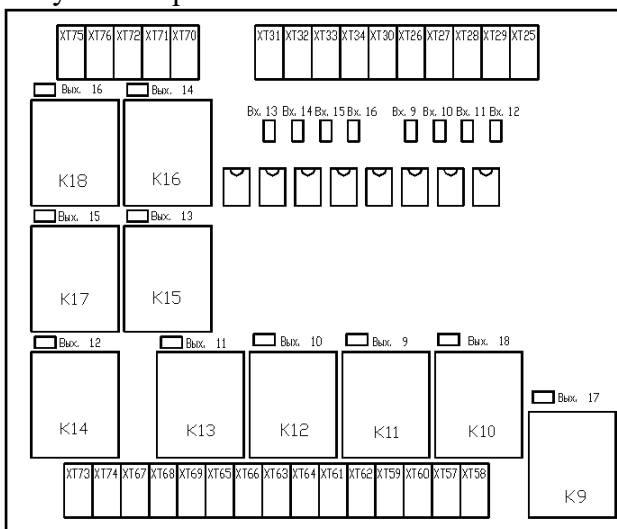 XT75 XT76 XT72 XT71 XT70 XT31 XT32 XT33 XT34 XT30 XT26 XT27 XT28 XT29 XT25
Вых. 16 Вых. 14
Вх. 13 Вх. 14 Вх. 15 Вх. 16 Вх. 9 Вх. 10 Вх. 11 Вх. 12
K18 K16
Вых. 15 Вых. 13
K17 K15
Вых. 12 Вых. 11 Вых. 10 Вых. 9 Вых. 18
Вых. 17
K14 K13 K12 K11 K10
XT73 XT74 XT67 XT68 XT69 XT65 XT66 XT63 XT64 XT61 XT62 XT59 XT60 XT57 XT58
K9